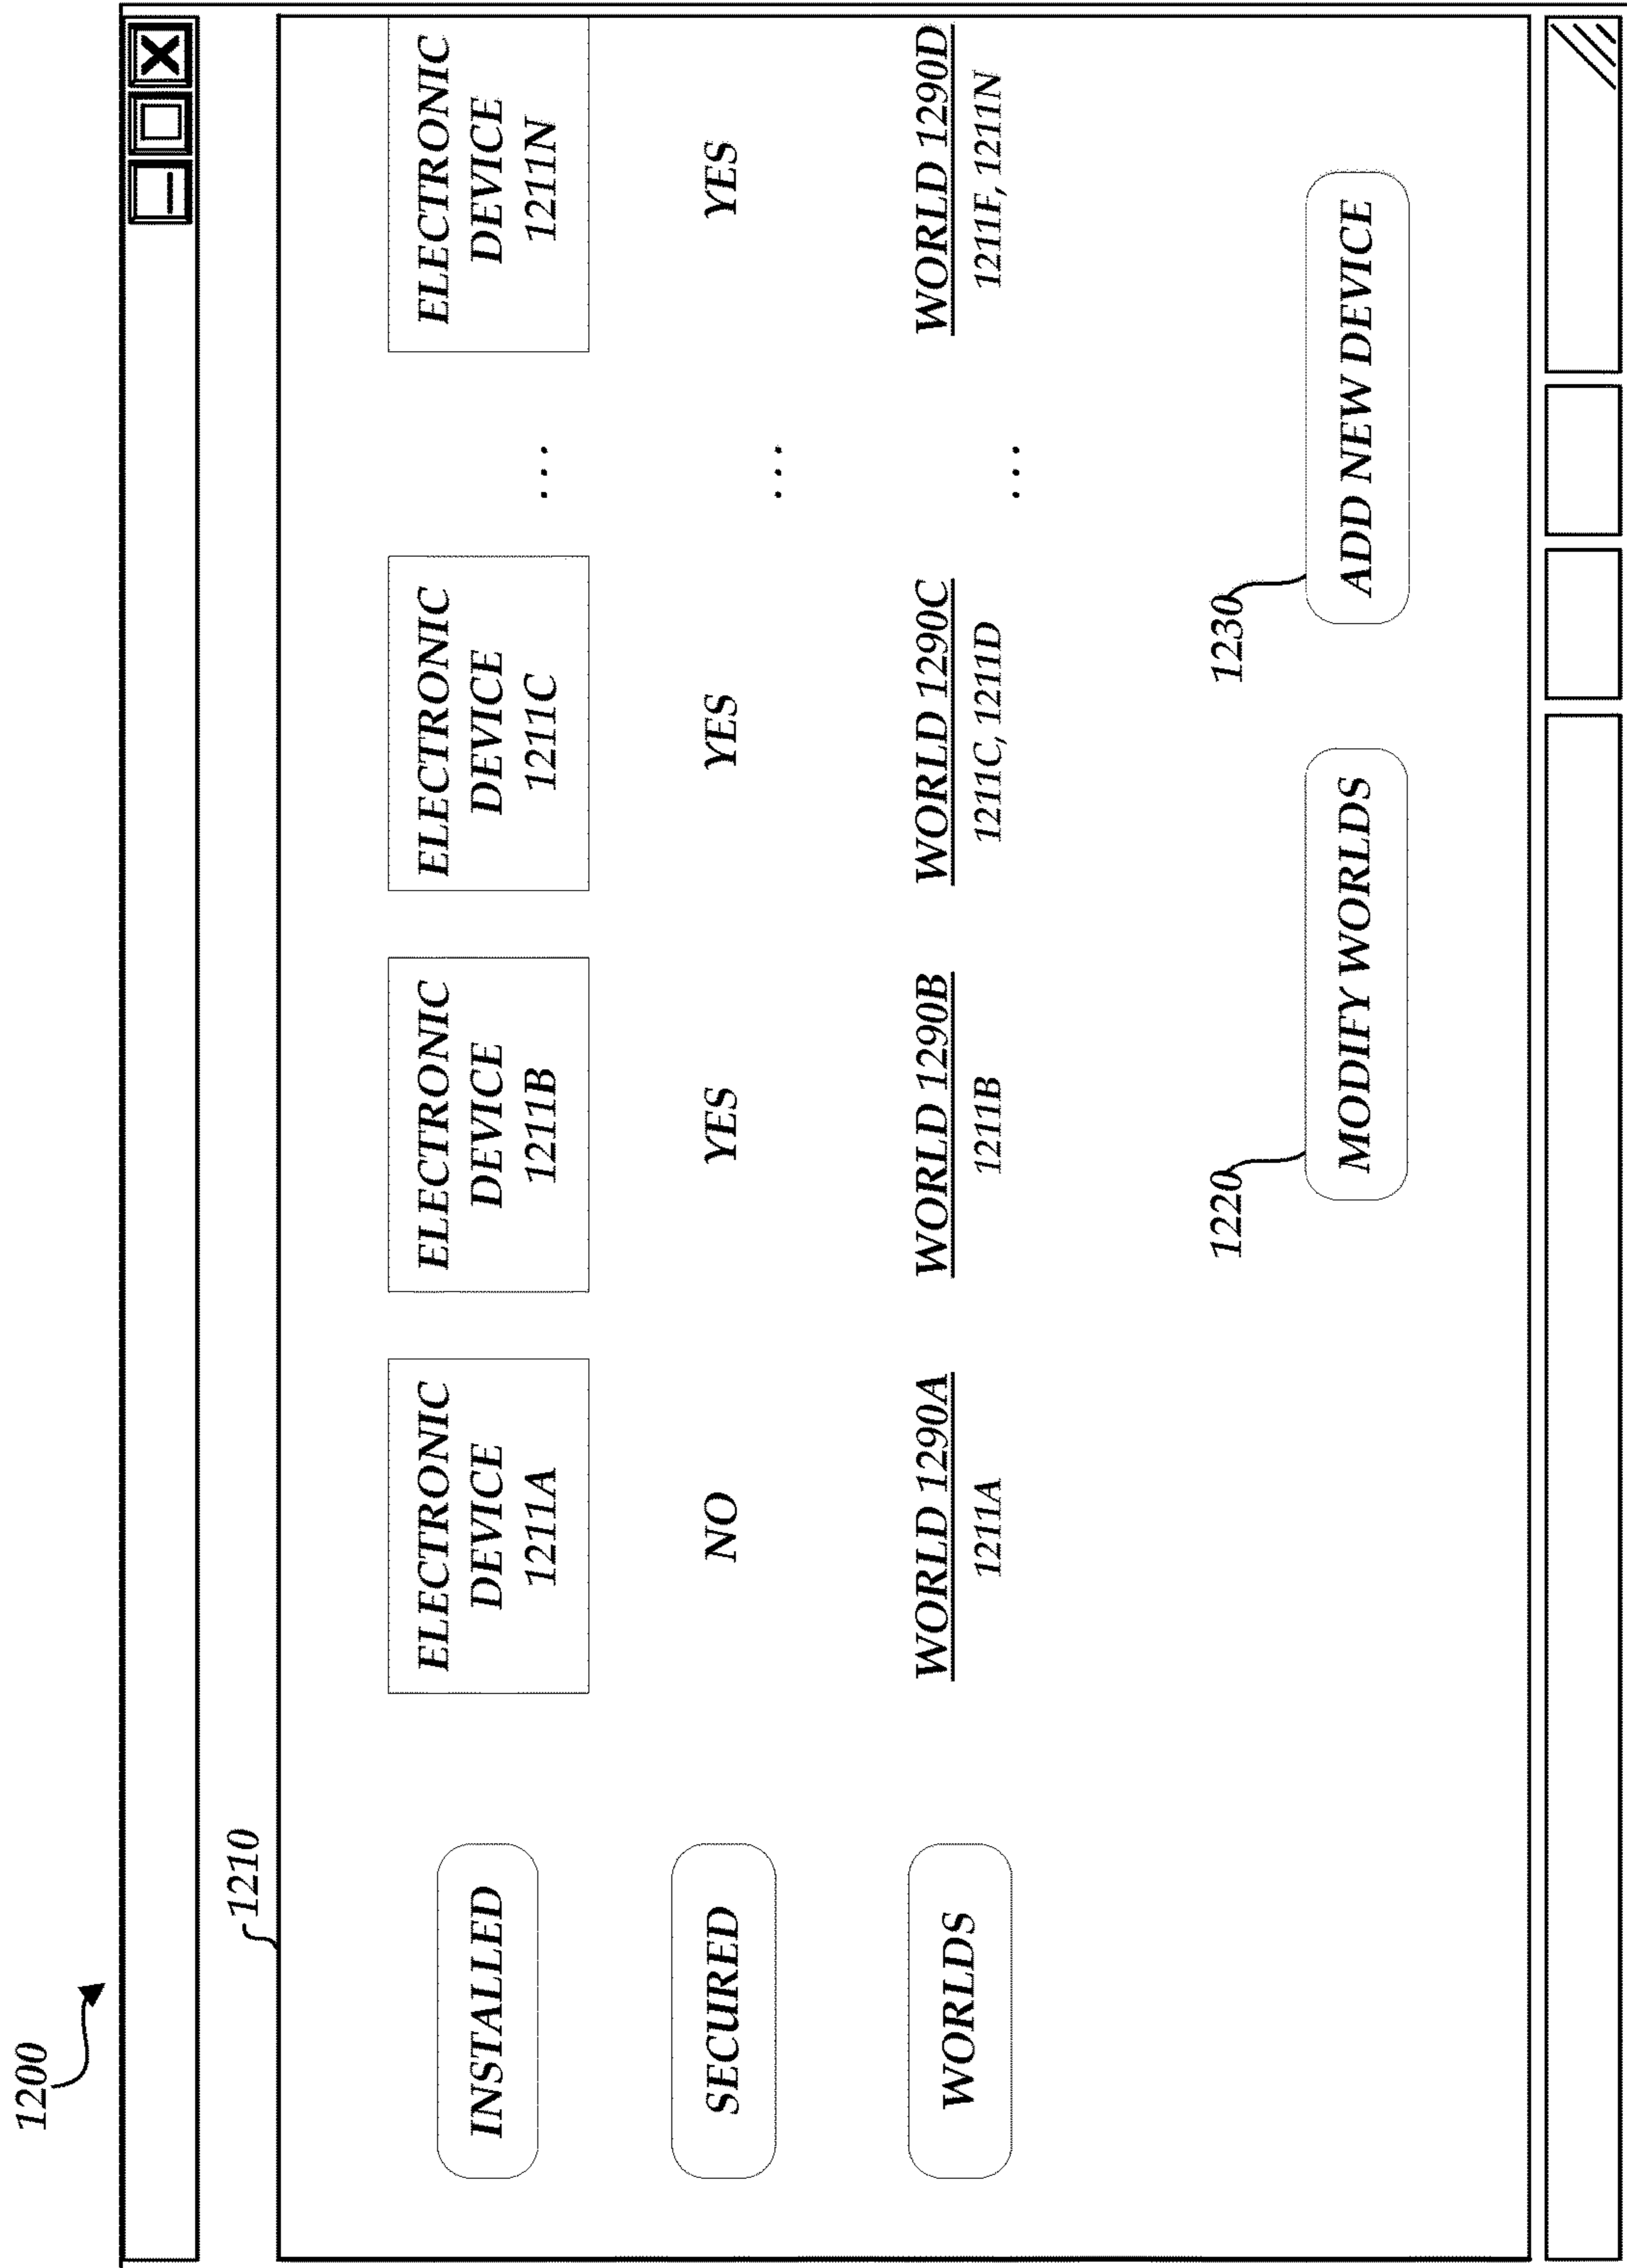 1200
1210
INSTALLED
ELECTRONIC
DEVICE
1211A
ELECTRONIC
DEVICE
1211B
ELECTRONIC
DEVICE
1211C
...
ELECTRONIC
DEVICE
1211N
SECURED
NO
YES
YES
...
YES
WORLDS
WORLD 1290A
1211A
WORLD 1290B
1211B
WORLD 1290C
1211C, 1211D
...
WORLD 1290D
1211F, 1211N
1220
MODIFY WORLDS
1230
ADD NEW DEVICE